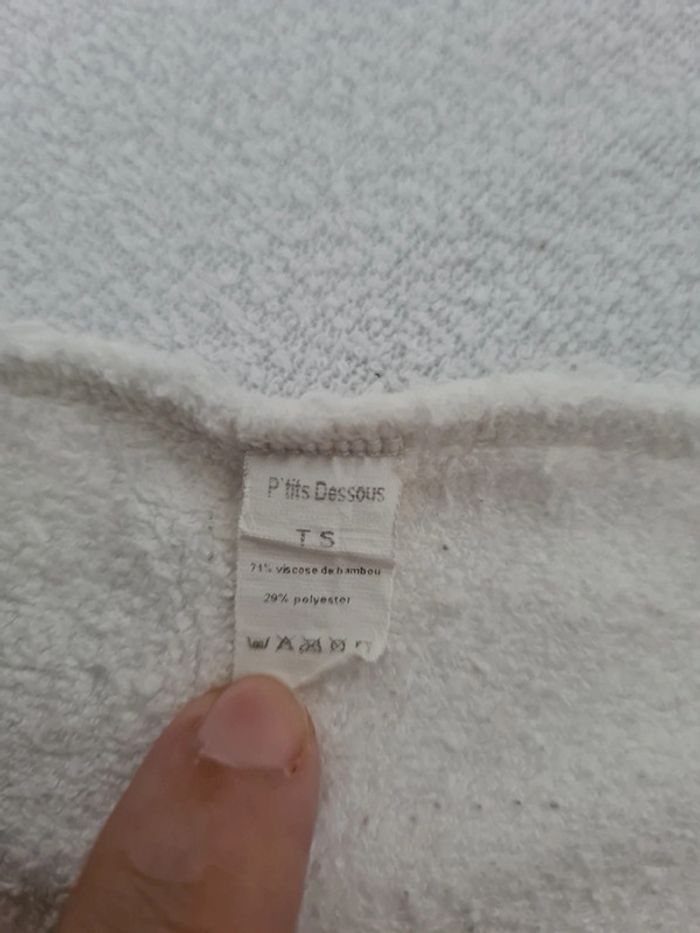 P'tits Dessous
T S
71% viscose de bambou
29% polyester